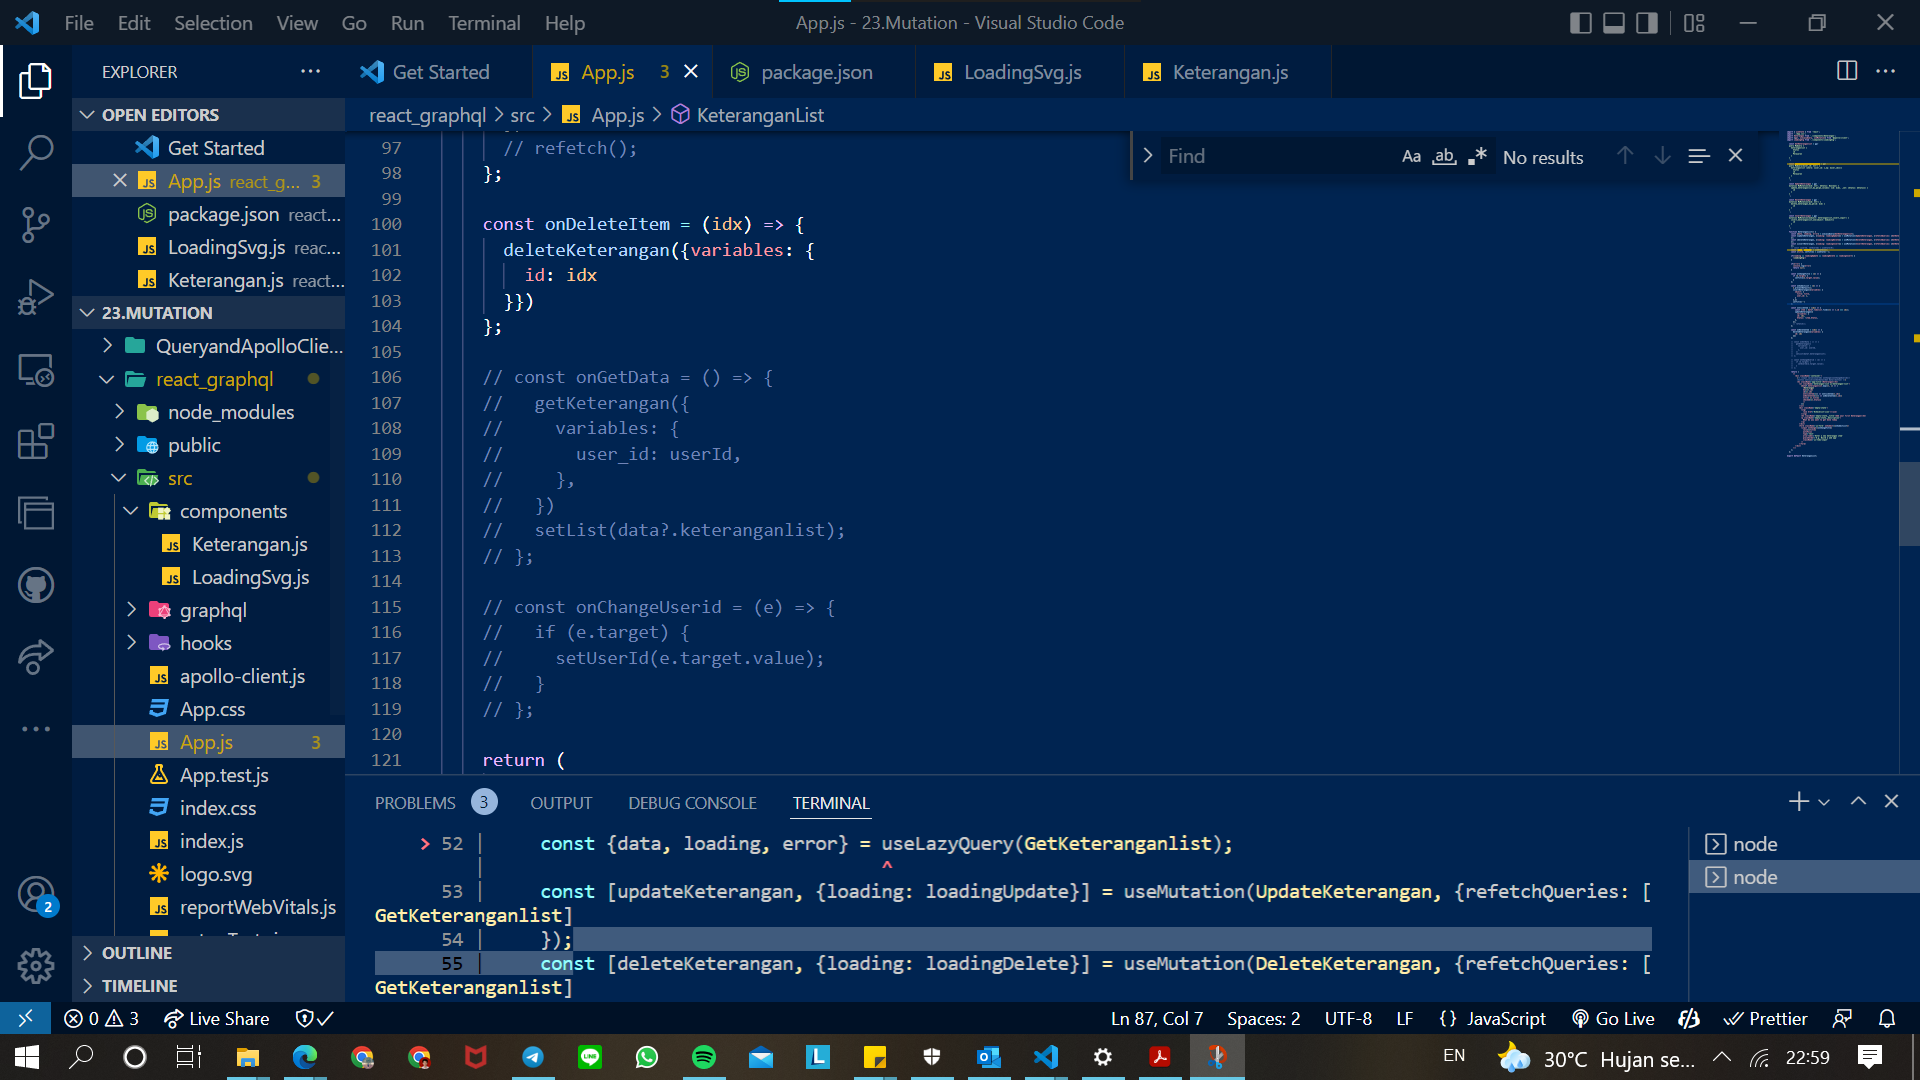 File Edit Selection View Go Run Terminal Help
App.js - 23.Mutation - Visual Studio Code
EXPLORER
Get Started
App.js 3
package.json
LoadingSvg.js
Keterangan.js
OPEN EDITORS
Get Started
App.js react_g... 3
package.json react...
LoadingSvg.js reac...
Keterangan.js react...
23.MUTATION
QueryandApolloClie...
react_graphql
node_modules
public
src
components
Keterangan.js
LoadingSvg.js
graphql
hooks
apollo-client.js
App.css
App.js 3
App.test.js
index.css
index.js
logo.svg
reportWebVitals.js
OUTLINE
TIMELINE
react_graphql > src > App.js > KeteranganList
Find
Aa ab .* No results
97 // refetch();
98 };
99
100 const onDeleteItem = (idx) => {
101 deleteKeterangan({variables: {
102 id: idx
103 }})
104 };
105
106 // const onGetData = () => {
107 // getKeterangan({
108 // variables: {
109 // user_id: userId,
110 // },
111 // })
112 // setList(data?.keteranganlist);
113 // };
114
115 // const onChangeUserid = (e) => {
116 // if (e.target) {
117 // setUserId(e.target.value);
118 // }
119 // };
120
121 return (
PROBLEMS 3 OUTPUT DEBUG CONSOLE TERMINAL
> 52 | const {data, loading, error} = useLazyQuery(GetKeteranganlist);
| ^
53 | const [updateKeterangan, {loading: loadingUpdate}] = useMutation(UpdateKeterangan, {refetchQueries: [
GetKeteranganlist]
54 | });
55 | const [deleteKeterangan, {loading: loadingDelete}] = useMutation(DeleteKeterangan, {refetchQueries: [
GetKeteranganlist]
node
node
2
0 3 Live Share
Ln 87, Col 7 Spaces: 2 UTF-8 LF {} JavaScript Go Live Prettier
EN 30°C Hujan se... 22:59